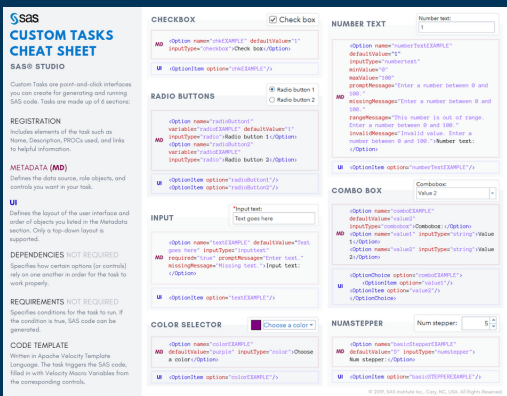 sas
CUSTOM TASKS
CHEAT SHEET
SAS® STUDIO
Custom Tasks are point-and-click interfaces
you can create for generating and running
SAS code. Tasks are made up of 6 sections:
REGISTRATION
Includes elements of the task such as
Name, Description, PROCs used, and links
to helpful information.
METADATA (MD)
Defines the data source, role objects, and
controls you want in your task.
UI
Defines the layout of the user interface and
order of objects you listed in the Metadata
section. Only a top-down layout is
supported.
DEPENDENCIES NOT REQUIRED
Specifies how certain options (or controls)
rely on one another in order for the task to
work properly.
REQUIREMENTS NOT REQUIRED
Specifies conditions for the task to run. If
the condition is true, SAS code can be
generated.
CODE TEMPLATE
Written in Apache Velocity Template
Language. The task triggers the SAS code,
filled in with Velocity Macro Variables from
the corresponding controls.
CHECKBOX
Check box
MD
<Option name="chkEXAMPLE" defaultValue="1"
inputType="checkbox">Check box</Option>
UI <OptionItem option="chkEXAMPLE"/>
RADIO BUTTONS
Radio button 1
Radio button 2
MD
<Option name="radioButton1"
variable="radioEXAMPLE" defaultValue="1"
inputType="radio">Radio button 1</Option>
<Option name="radioButton2"
variable="radioEXAMPLE"
inputType="radio">Radio button 2</Option>
UI
<OptionItem option="radioButton1"/>
<OptionItem option="radioButton2"/>
INPUT
*Input text:
Text goes here
MD
<Option name="textEXAMPLE" defaultValue="Text
goes here" inputType="inputtext"
required="true" promptMessage="Enter text."
missingMessage="Missing text.">Input text:
</Option>
UI <OptionItem option="textEXAMPLE"/>
COLOR SELECTOR
Choose a color
MD
<Option name="colorEXAMPLE"
defaultValue="purple" inputType="color">Choose
a color</Option>
UI <OptionItem option="colorEXAMPLE"/>
NUMBER TEXT
Number text:
1
MD
<Option name="numberTextEXAMPLE"
defaultValue="1"
inputType="numbertext"
minValue="0"
maxValue="100"
promptMessage="Enter a number between 0 and
100."
missingMessage="Enter a number between 0 and
100."
rangeMessage="This number is out of range.
Enter a number between 0 and 100."
invalidMessage="Invalid value. Enter a
number between 0 and 100.">Number text:
</Option>
UI <OptionItem option="numberTextEXAMPLE"/>
COMBO BOX
Combobox:
Value 2
MD
<Option name="comboEXAMPLE"
defaultValue="value2"
inputType="combobox">Combobox:</Option>
<Option name="value1" inputType="string">Value
1</Option>
<Option name="value2" inputType="string">Value
2</Option>
UI
<OptionChoice option="comboEXAMPLE">
<OptionItem option="value1"/>
<OptionItem option="value2"/>
</OptionChoice>
NUMSTEPPER
Num stepper:
5
MD
<Option name="basicStepperEXAMPLE"
defaultValue="5" inputType="numstepper">
Num stepper:</Option>
UI <OptionItem option="basicSTEPPEREXAMPLE"/>
© 2019, SAS Institute Inc., Cary, NC, USA. All Rights Reserved.